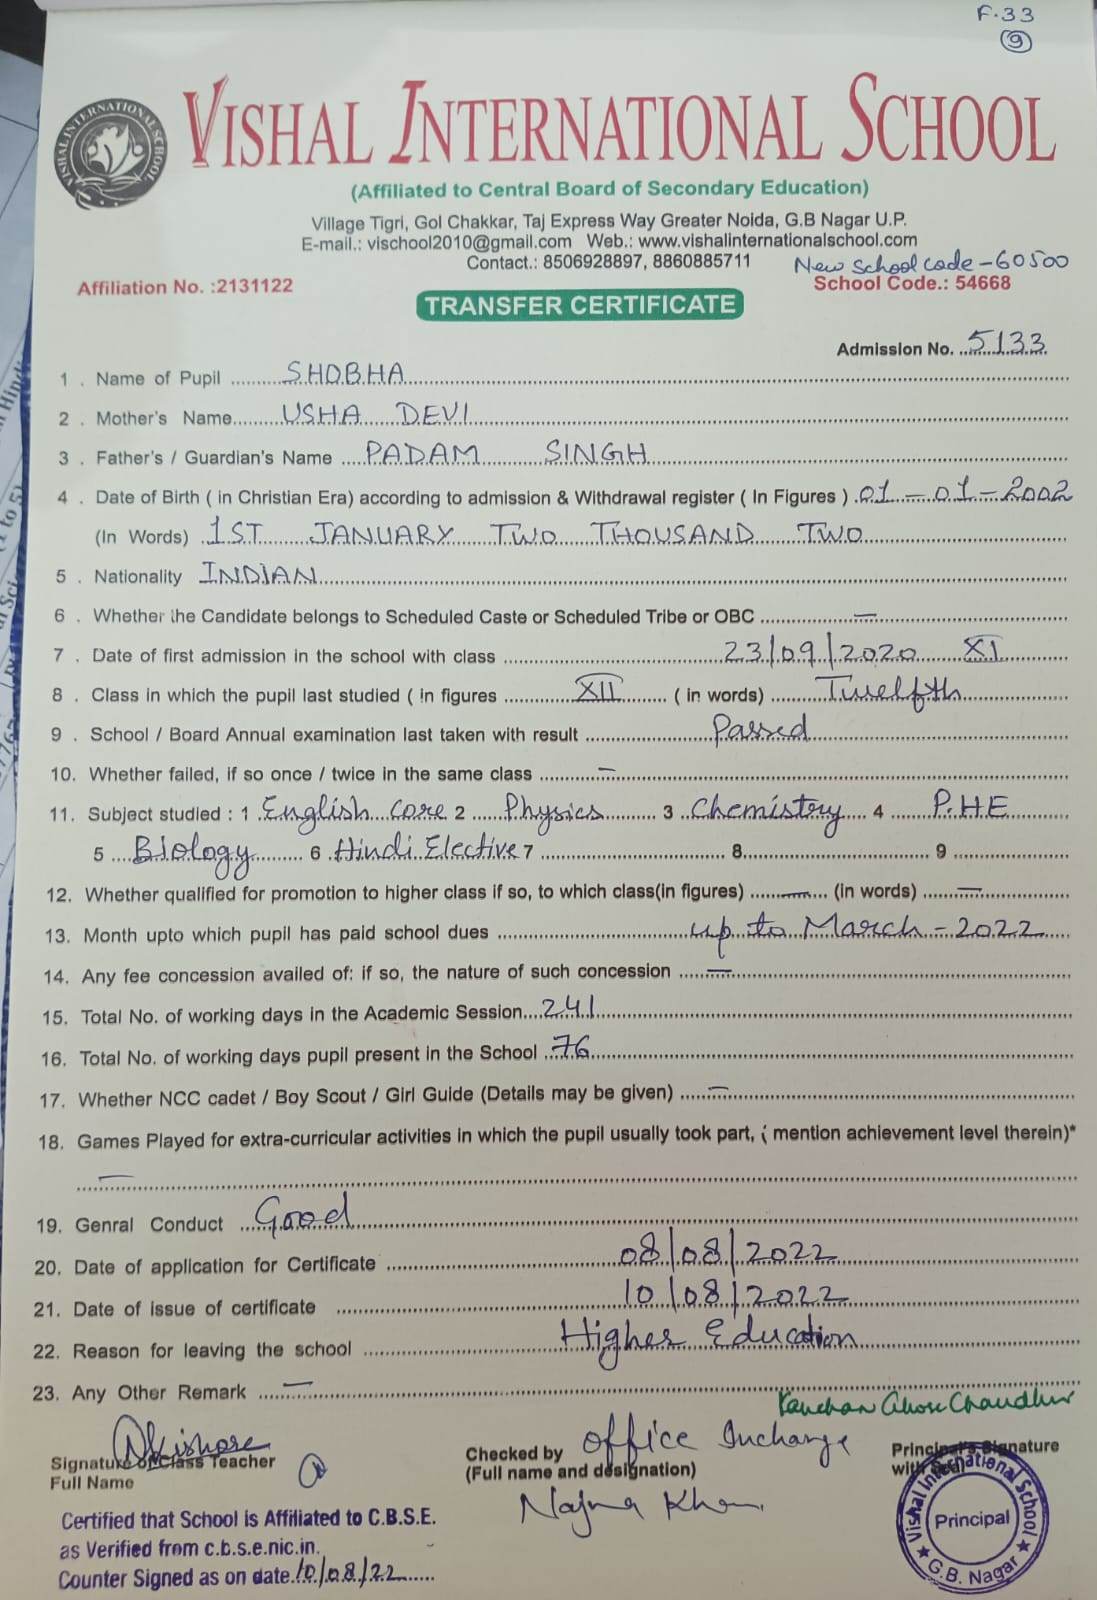 F.33
9
VISHAL INTERNATIONAL SCHOOL
VISHAL INTERNATIONAL SCHOOL
(Affiliated to Central Board of Secondary Education)
Village Tigri, Gol Chakkar, Taj Express Way Greater Noida, G.B Nagar U.P.
E-mail.: vischool2010@gmail.com Web.: www.vishalinternationalschool.com
Contact.: 8506928897, 8860885711 New School code - 60500
Affiliation No. :2131122 School Code.: 54668
TRANSFER CERTIFICATE
Admission No. 5133
1 . Name of Pupil SHOBHA
2 . Mother's Name USHA DEVI
3 . Father's / Guardian's Name PADAM SINGH
4 . Date of Birth ( in Christian Era) according to admission & Withdrawal register ( In Figures ) 01-01-2002
(In Words) 1ST JANUARY TWO THOUSAND TWO
5 . Nationality INDIAN
6 . Whether the Candidate belongs to Scheduled Caste or Scheduled Tribe or OBC —
7 . Date of first admission in the school with class 23/09/2020 XI
8 . Class in which the pupil last studied ( in figures XII ( in words) Twelfth
9 . School / Board Annual examination last taken with result Passed
10. Whether failed, if so once / twice in the same class —
11. Subject studied : 1 English Core 2 Physics 3 Chemistry 4 P.HE
5 Biology 6 Hindi Elective 7 8 9
12. Whether qualified for promotion to higher class if so, to which class(in figures) — (in words) —
13. Month upto which pupil has paid school dues up to March - 2022
14. Any fee concession availed of: if so, the nature of such concession —
15. Total No. of working days in the Academic Session 241
16. Total No. of working days pupil present in the School 76
17. Whether NCC cadet / Boy Scout / Girl Guide (Details may be given) —
18. Games Played for extra-curricular activities in which the pupil usually took part, ( mention achievement level therein)*
—
19. Genral Conduct Good
20. Date of application for Certificate 08/08/2022
21. Date of issue of certificate 10/08/2022
22. Reason for leaving the school Higher Education
23. Any Other Remark —
Signature of Class Teacher
Full Name
Checked by Office Incharge
(Full name and designation)
Najma Khan
Principal's Signature
with Seal
Vishal International School
Principal
G.B. Nagar
Certified that School is Affiliated to C.B.S.E.
as Verified from c.b.s.e.nic.in.
Counter Signed as on date 10/08/22